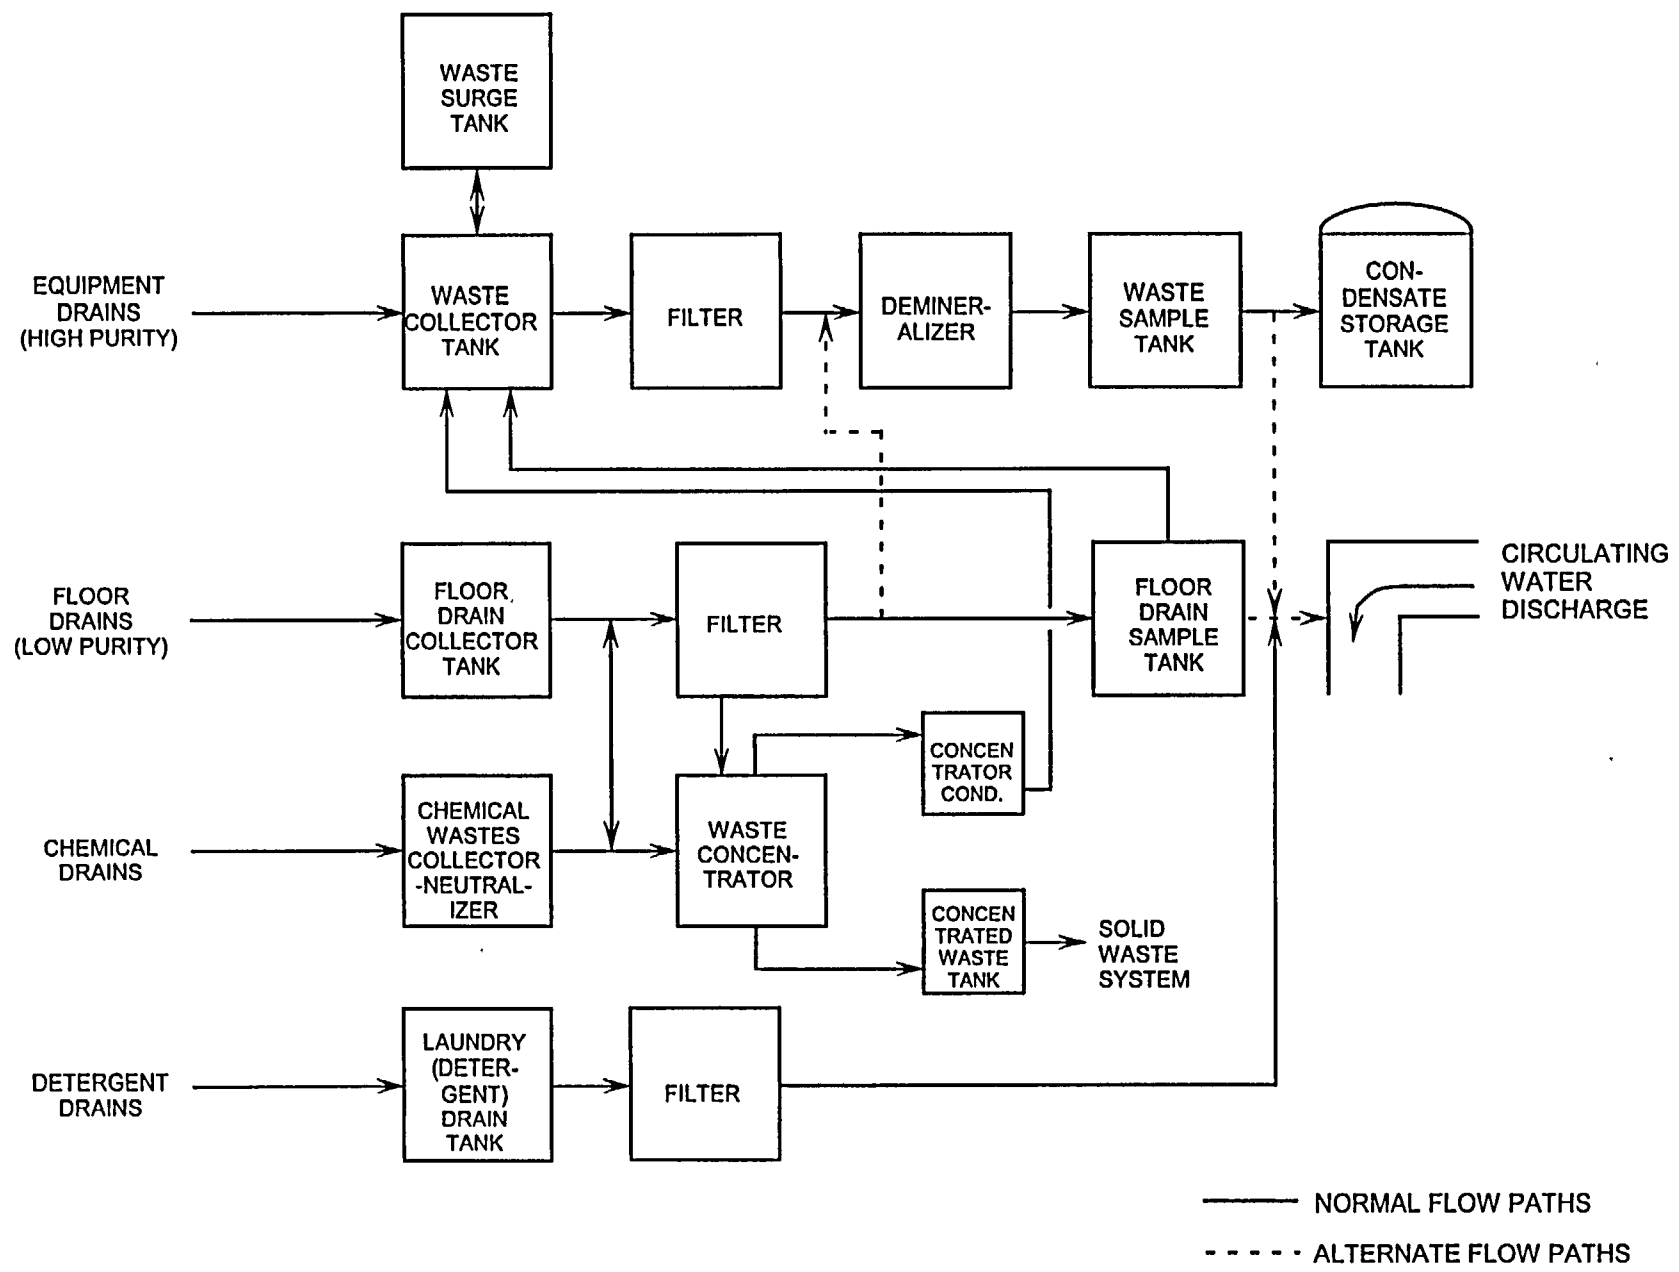 WASTE
SURGE
TANK
EQUIPMENT
DRAINS
(HIGH PURITY)
WASTE
COLLECTOR
TANK
FILTER
DEMINER-
ALIZER
WASTE
SAMPLE
TANK
CON-
DENSATE
STORAGE
TANK
FLOOR
DRAINS
(LOW PURITY)
FLOOR
DRAIN
COLLECTOR
TANK
FILTER
FLOOR
DRAIN
SAMPLE
TANK
CIRCULATING
WATER
DISCHARGE
CHEMICAL
DRAINS
CHEMICAL
WASTES
COLLECTOR
-NEUTRAL-
IZER
WASTE
CONCEN-
TRATOR
CONCEN
TRATOR
COND.
CONCEN
TRATED
WASTE
TANK
SOLID
WASTE
SYSTEM
DETERGENT
DRAINS
LAUNDRY
(DETER-
GENT)
DRAIN
TANK
FILTER
NORMAL FLOW PATHS
ALTERNATE FLOW PATHS